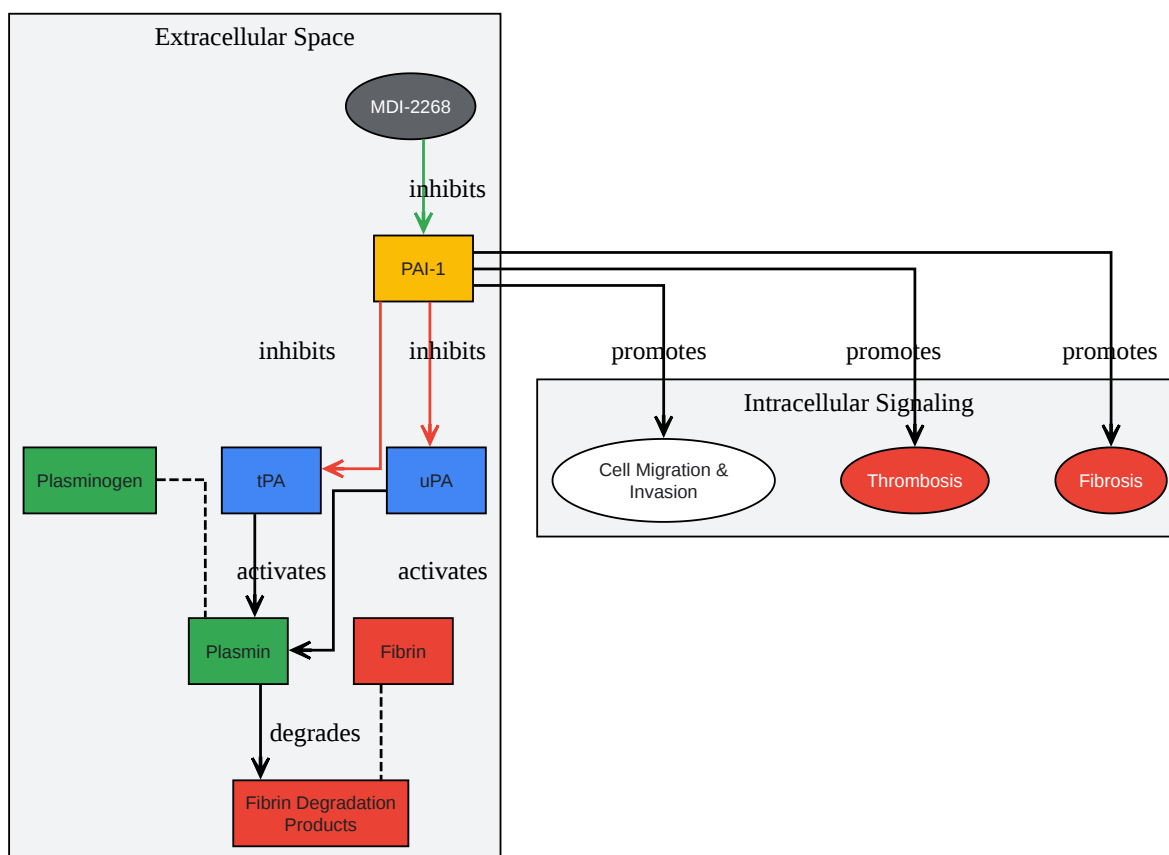 Extracellular Space
MDI-2268
inhibits
PAI-1
inhibits
inhibits
promotes
promotes
promotes
Intracellular Signaling
Plasminogen
tPA
uPA
Cell Migration &
Invasion
Thrombosis
Fibrosis
activates
activates
Plasmin
Fibrin
degrades
Fibrin Degradation
Products